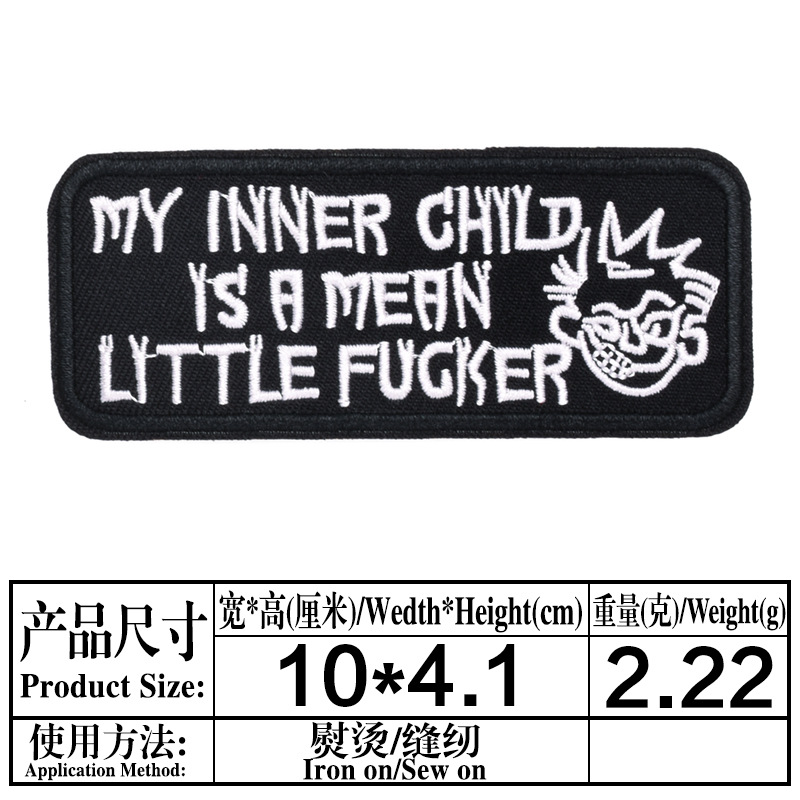 MY INNER CHILD
IS A MEAN
LITTLE FUCKER
产品尺寸
Product Size:
宽*高(厘米)/Wedth*Height(cm)
重量(克)/Weight(g)
10*4.1
2.22
使用方法:
Application Method:
熨烫/缝纫
Iron on/Sew on